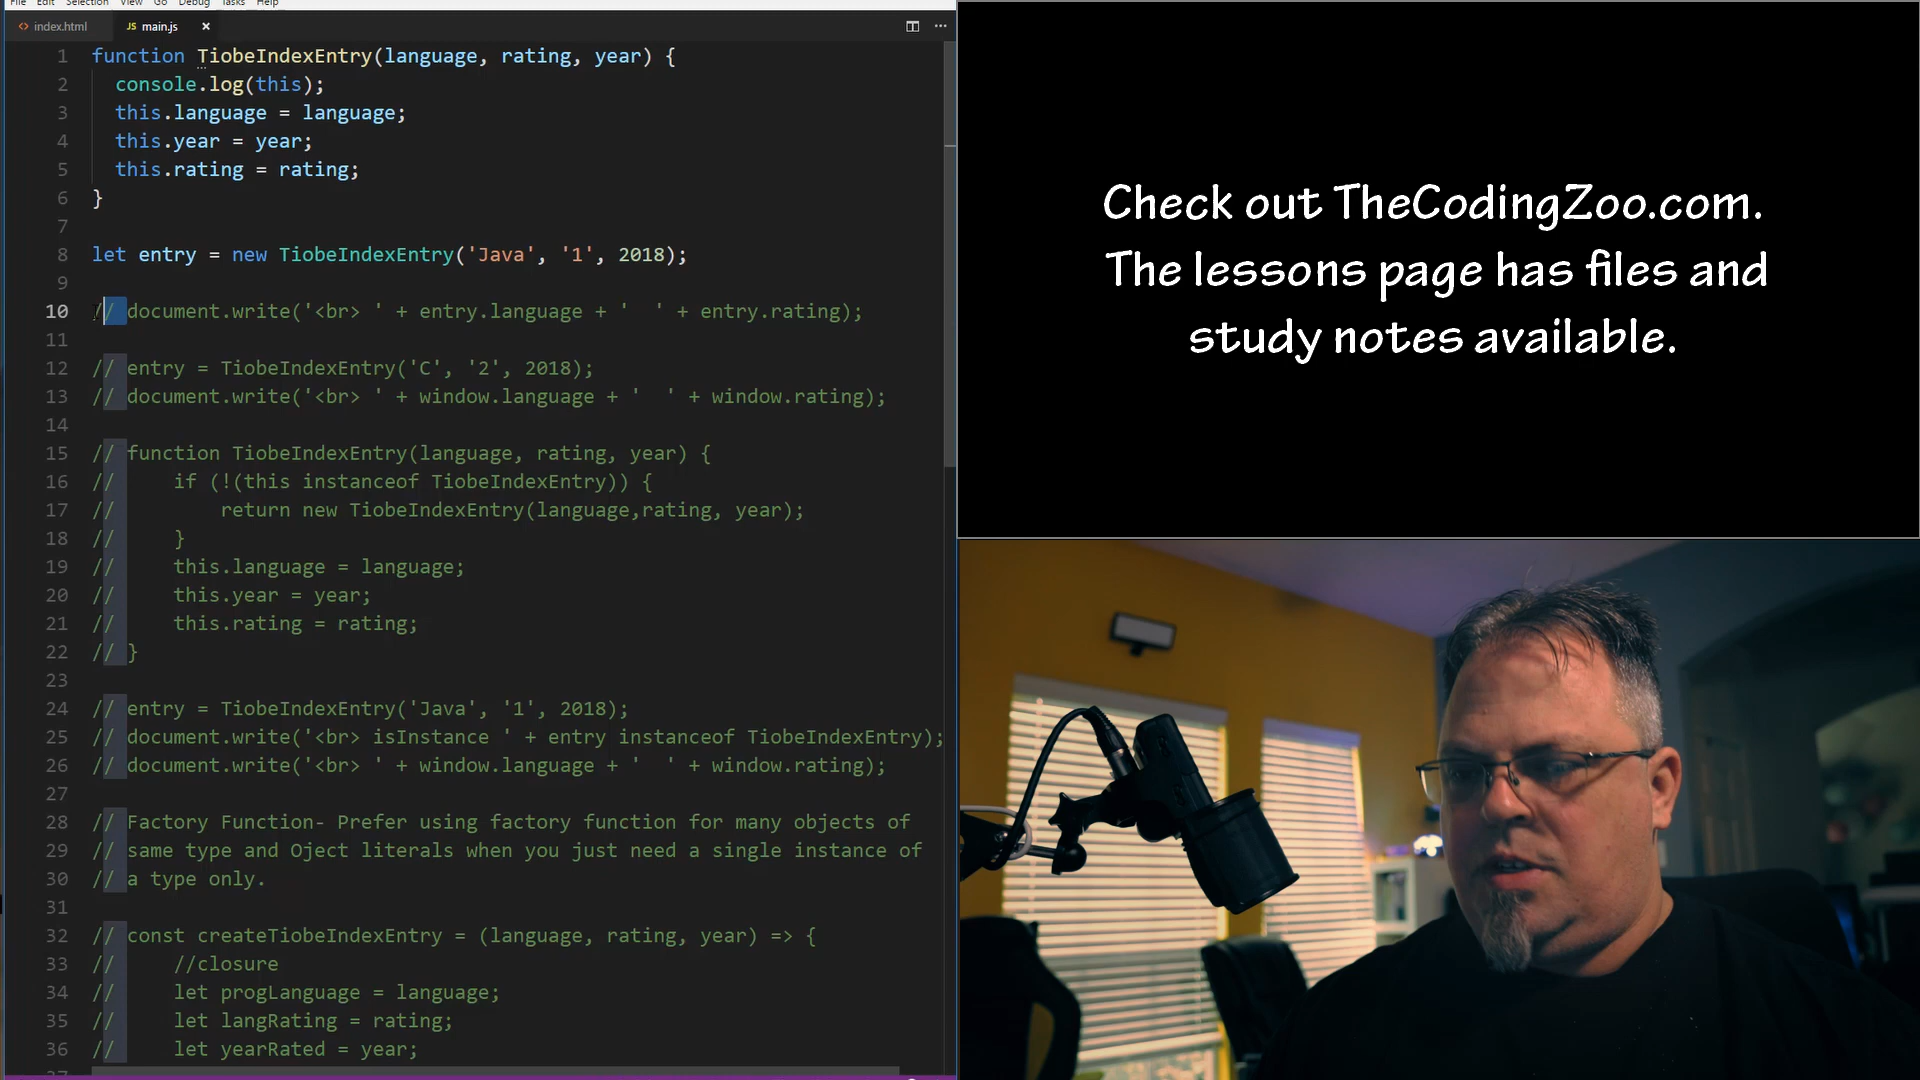 File Edit Selection View Go Debug Tasks Help
index.html
JS main.js
1 function TiobeIndexEntry(language, rating, year) {
2 console.log(this);
3 this.language = language;
4 this.year = year;
5 this.rating = rating;
6 }
7
8 let entry = new TiobeIndexEntry('Java', '1', 2018);
9
10 // document.write('<br> ' + entry.language + '  ' + entry.rating);
11
12 // entry = TiobeIndexEntry('C', '2', 2018);
13 // document.write('<br> ' + window.language + '  ' + window.rating);
14
15 // function TiobeIndexEntry(language, rating, year) {
16 //     if (!(this instanceof TiobeIndexEntry)) {
17 //         return new TiobeIndexEntry(language,rating, year);
18 //     }
19 //     this.language = language;
20 //     this.year = year;
21 //     this.rating = rating;
22 // }
23
24 // entry = TiobeIndexEntry('Java', '1', 2018);
25 // document.write('<br> isInstance ' + entry instanceof TiobeIndexEntry);
26 // document.write('<br> ' + window.language + '  ' + window.rating);
27
28 // Factory Function- Prefer using factory function for many objects of
29 // same type and Oject literals when you just need a single instance of
30 // a type only.
31
32 // const createTiobeIndexEntry = (language, rating, year) => {
33 //     //closure
34 //     let progLanguage = language;
35 //     let langRating = rating;
36 //     let yearRated = year;
Check out TheCodingZoo.com.
The lessons page has files and
study notes available.